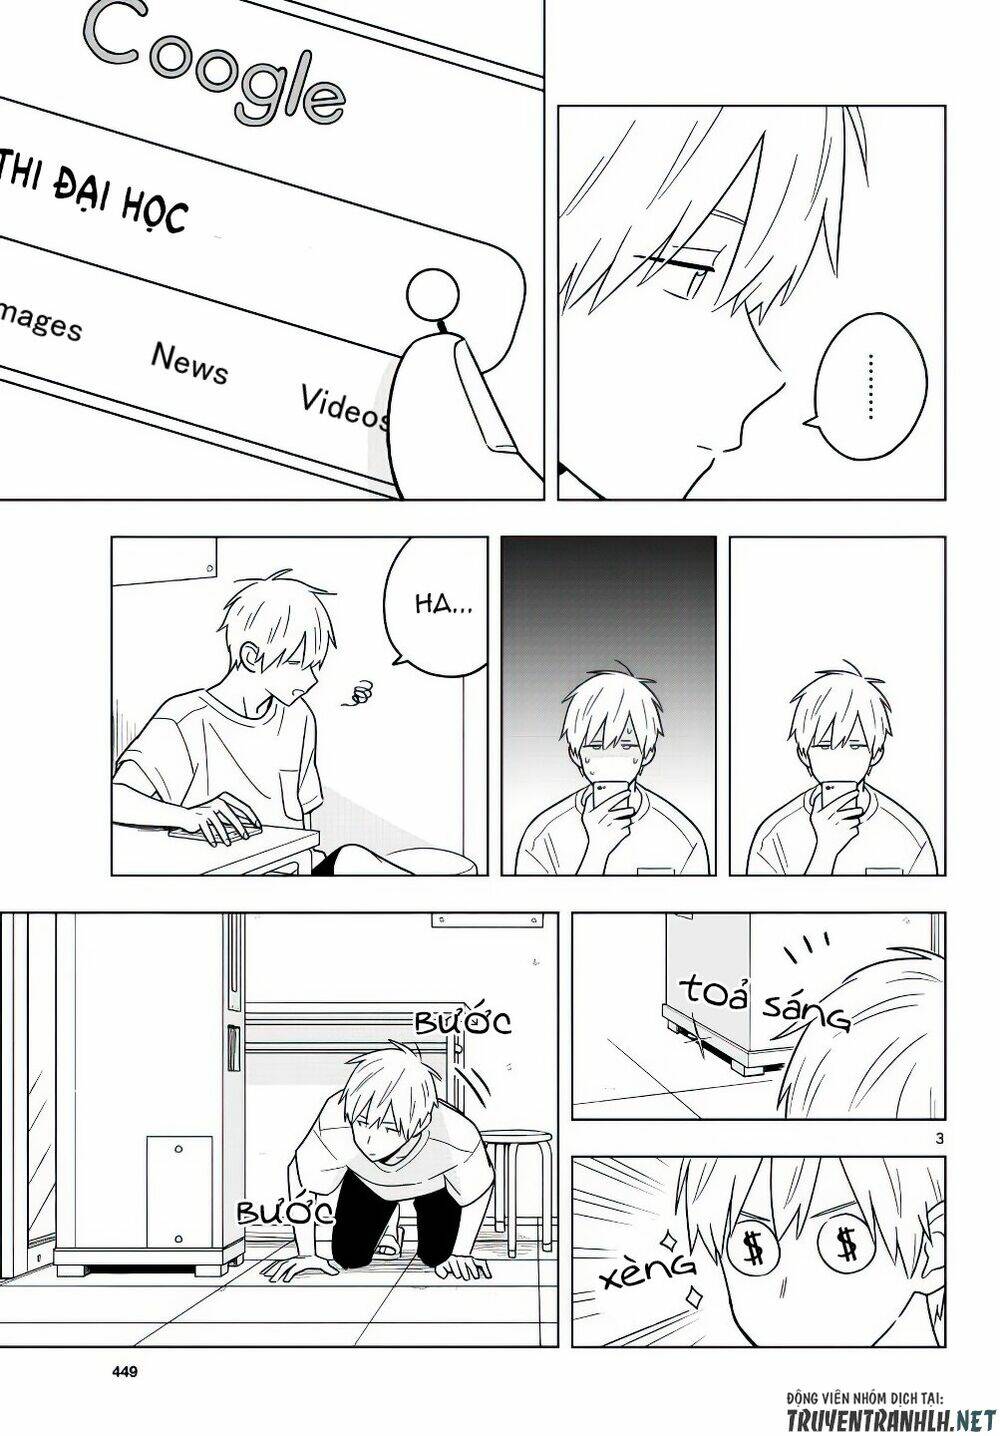 Coogle
THI ĐẠI HỌC
mages
News
Videos
..........
HA...
TOẢ SÁNG
BƯỚC
BƯỚC
XÈNG
$ $
3
449
ĐỘNG VIÊN NHÓM DỊCH TẠI:
TRUYENTRANHLH.NET